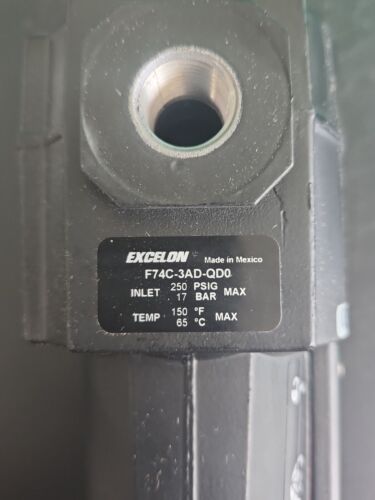 EXCELON Made in Mexico
F74C-3AD-QD0
INLET 250 PSIG MAX
17 BAR
TEMP 150 °F MAX
65 °C